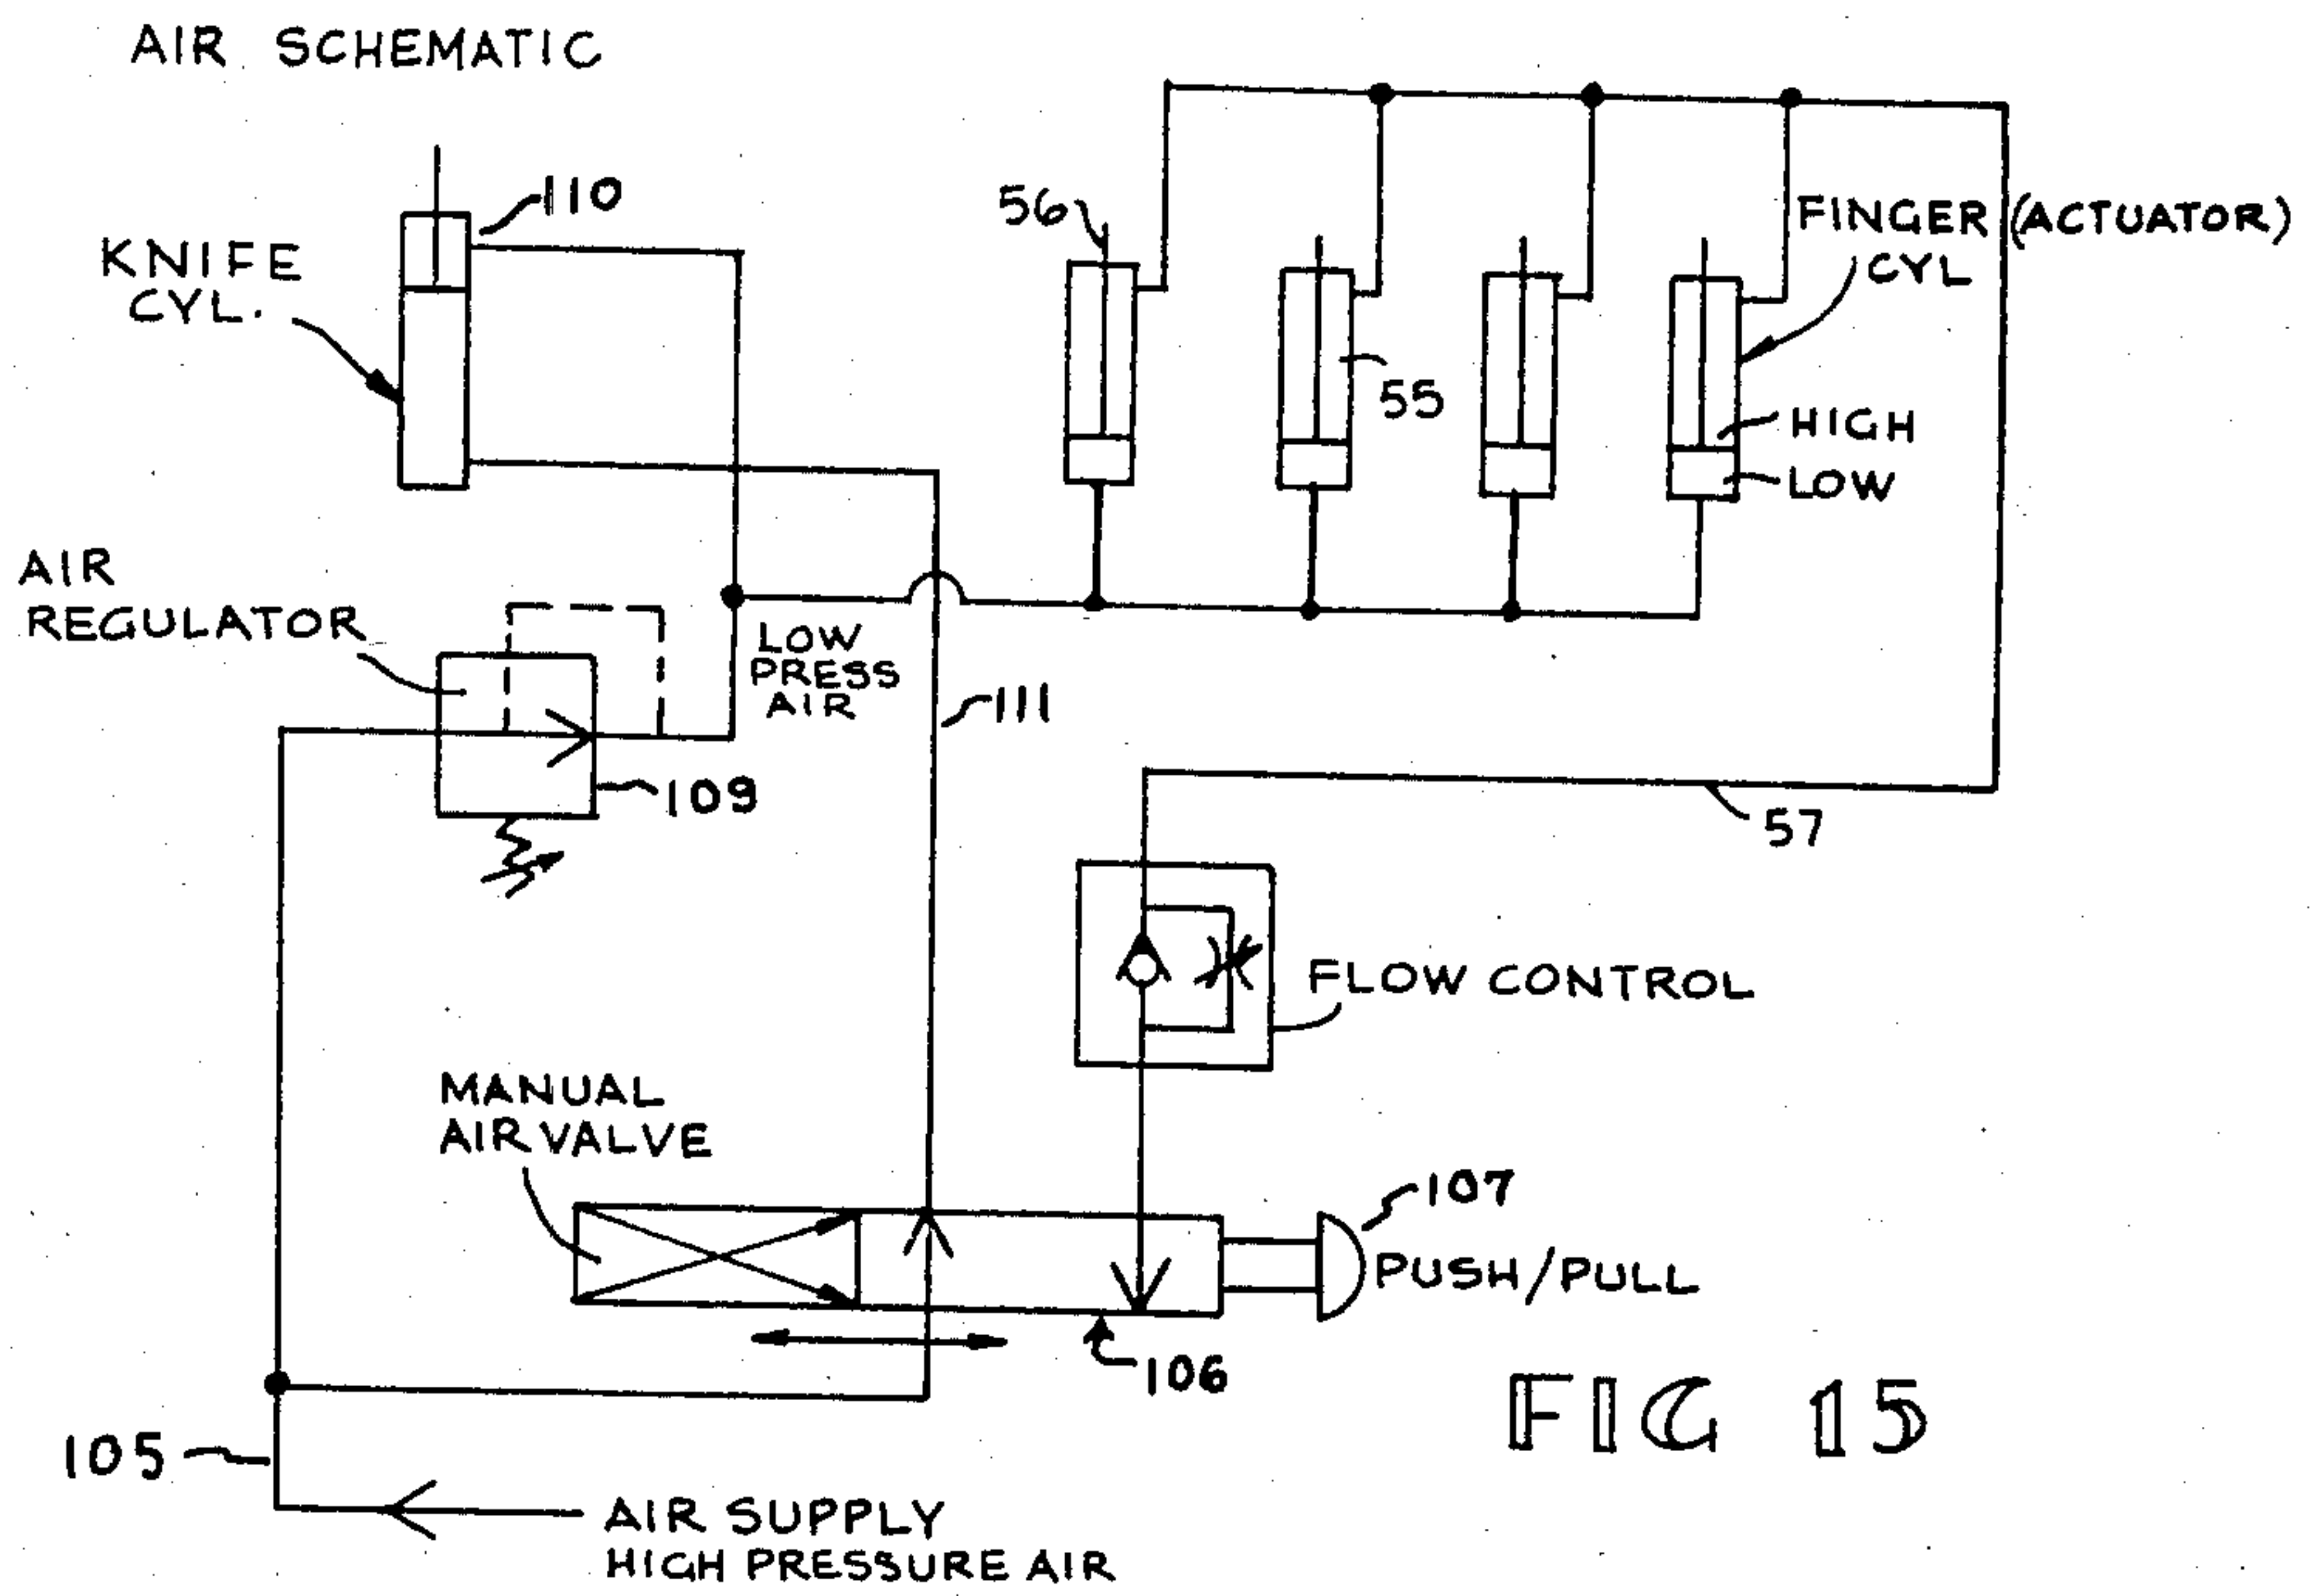 AIR SCHEMATIC
110
KNIFE
CYL.
56
FINGER (ACTUATOR)
CYL
55
HIGH
LOW
AIR
REGULATOR
LOW
PRESS
AIR
111
109
57
FLOW CONTROL
MANUAL
AIR VALVE
107
PUSH/PULL
106
FIG 15
105
AIR SUPPLY
HIGH PRESSURE AIR